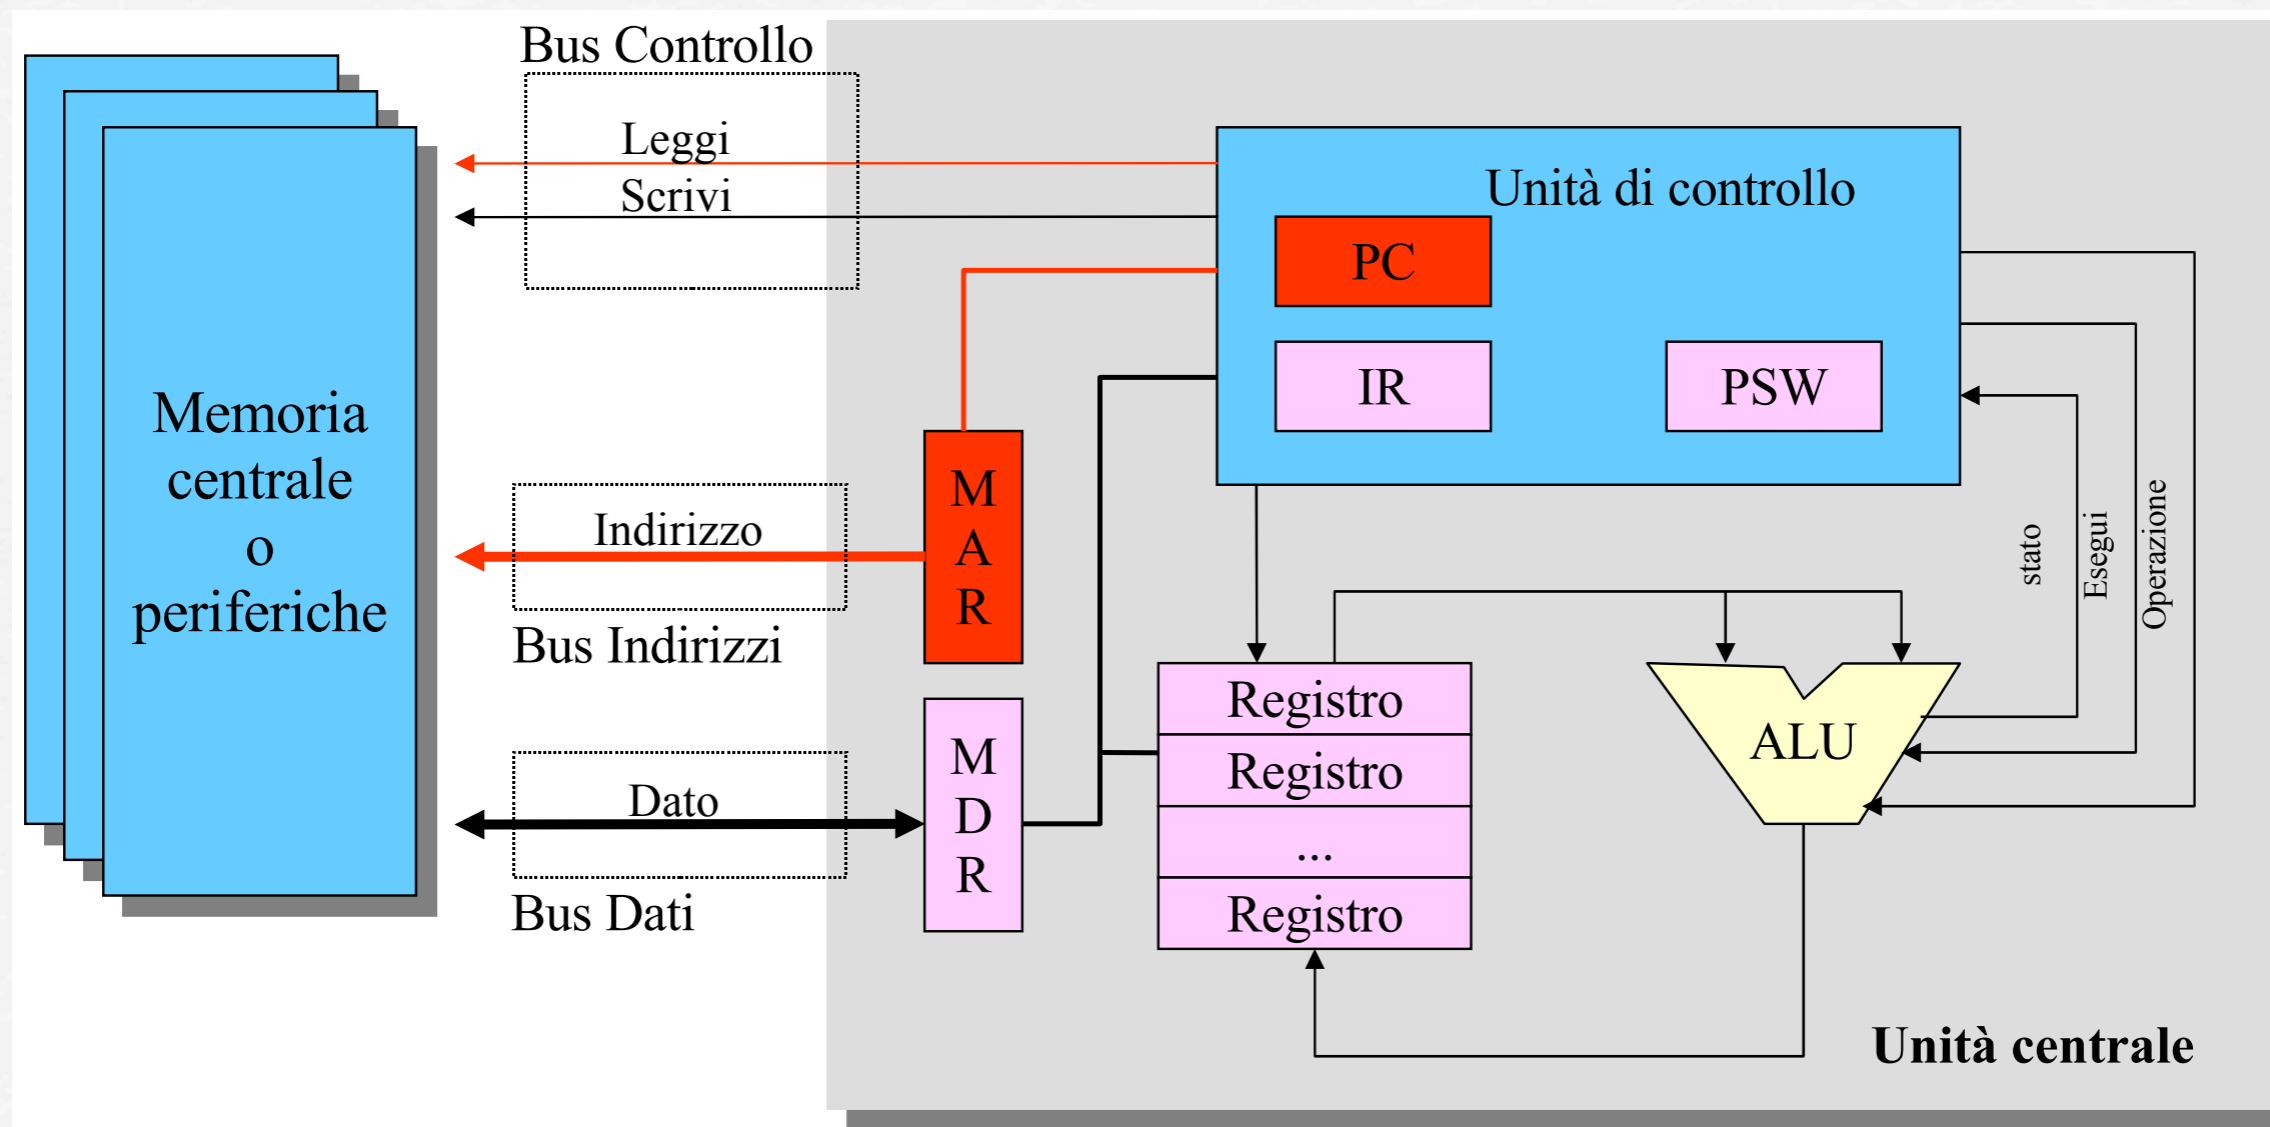 Bus Controllo
Leggi
Scrivi
Unità di controllo
PC
IR
PSW
Memoria
centrale
o
periferiche
Indirizzo
Bus Indirizzi
M
A
R
stato
Esegui
Operazione
Dato
Bus Dati
M
D
R
Registro
Registro
...
Registro
ALU
Unità centrale